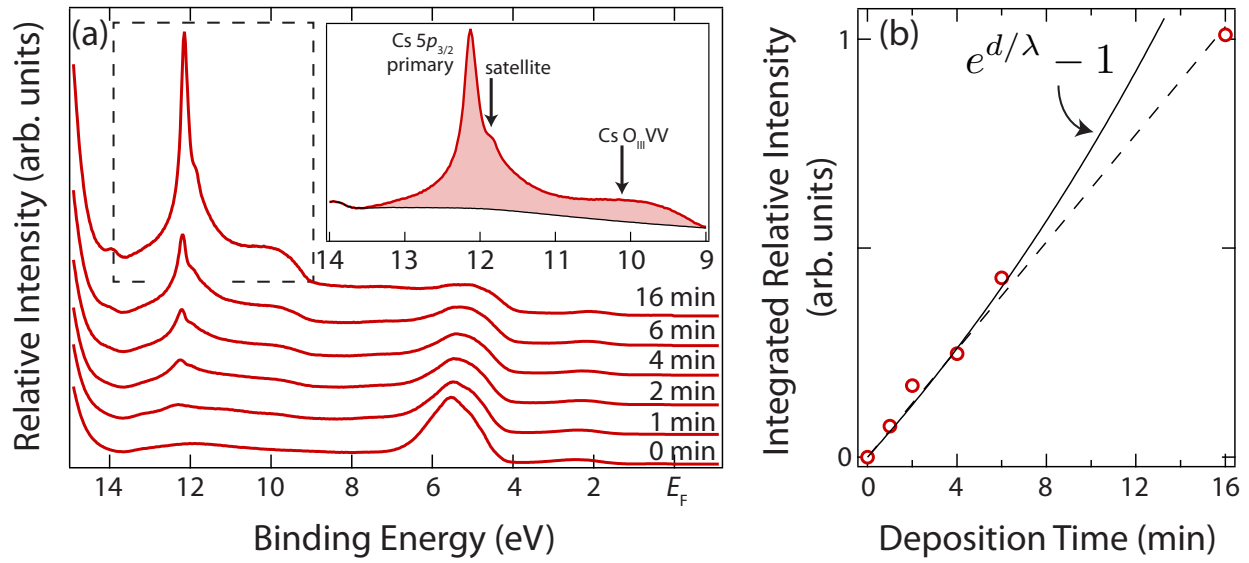 (a)
Relative Intensity (arb. units)
Cs 5p3/2
primary
satellite
Cs OIIIVV
14 13 12 11 10 9
16 min
6 min
4 min
2 min
1 min
0 min
14 12 10 8 6 4 2 EF
Binding Energy (eV)
(b)
Integrated Relative Intensity
(arb. units)
1
0
e^{d/λ} − 1
0 4 8 12 16
Deposition Time (min)